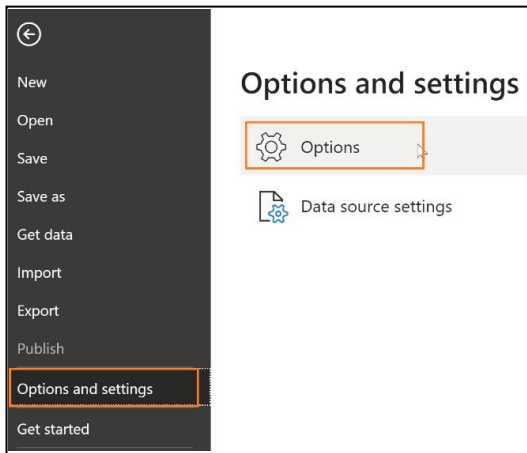 New
Open
Save
Save as
Get data
Import
Export
Publish
Options and settings
Get started
Options and settings
Options
Data source settings